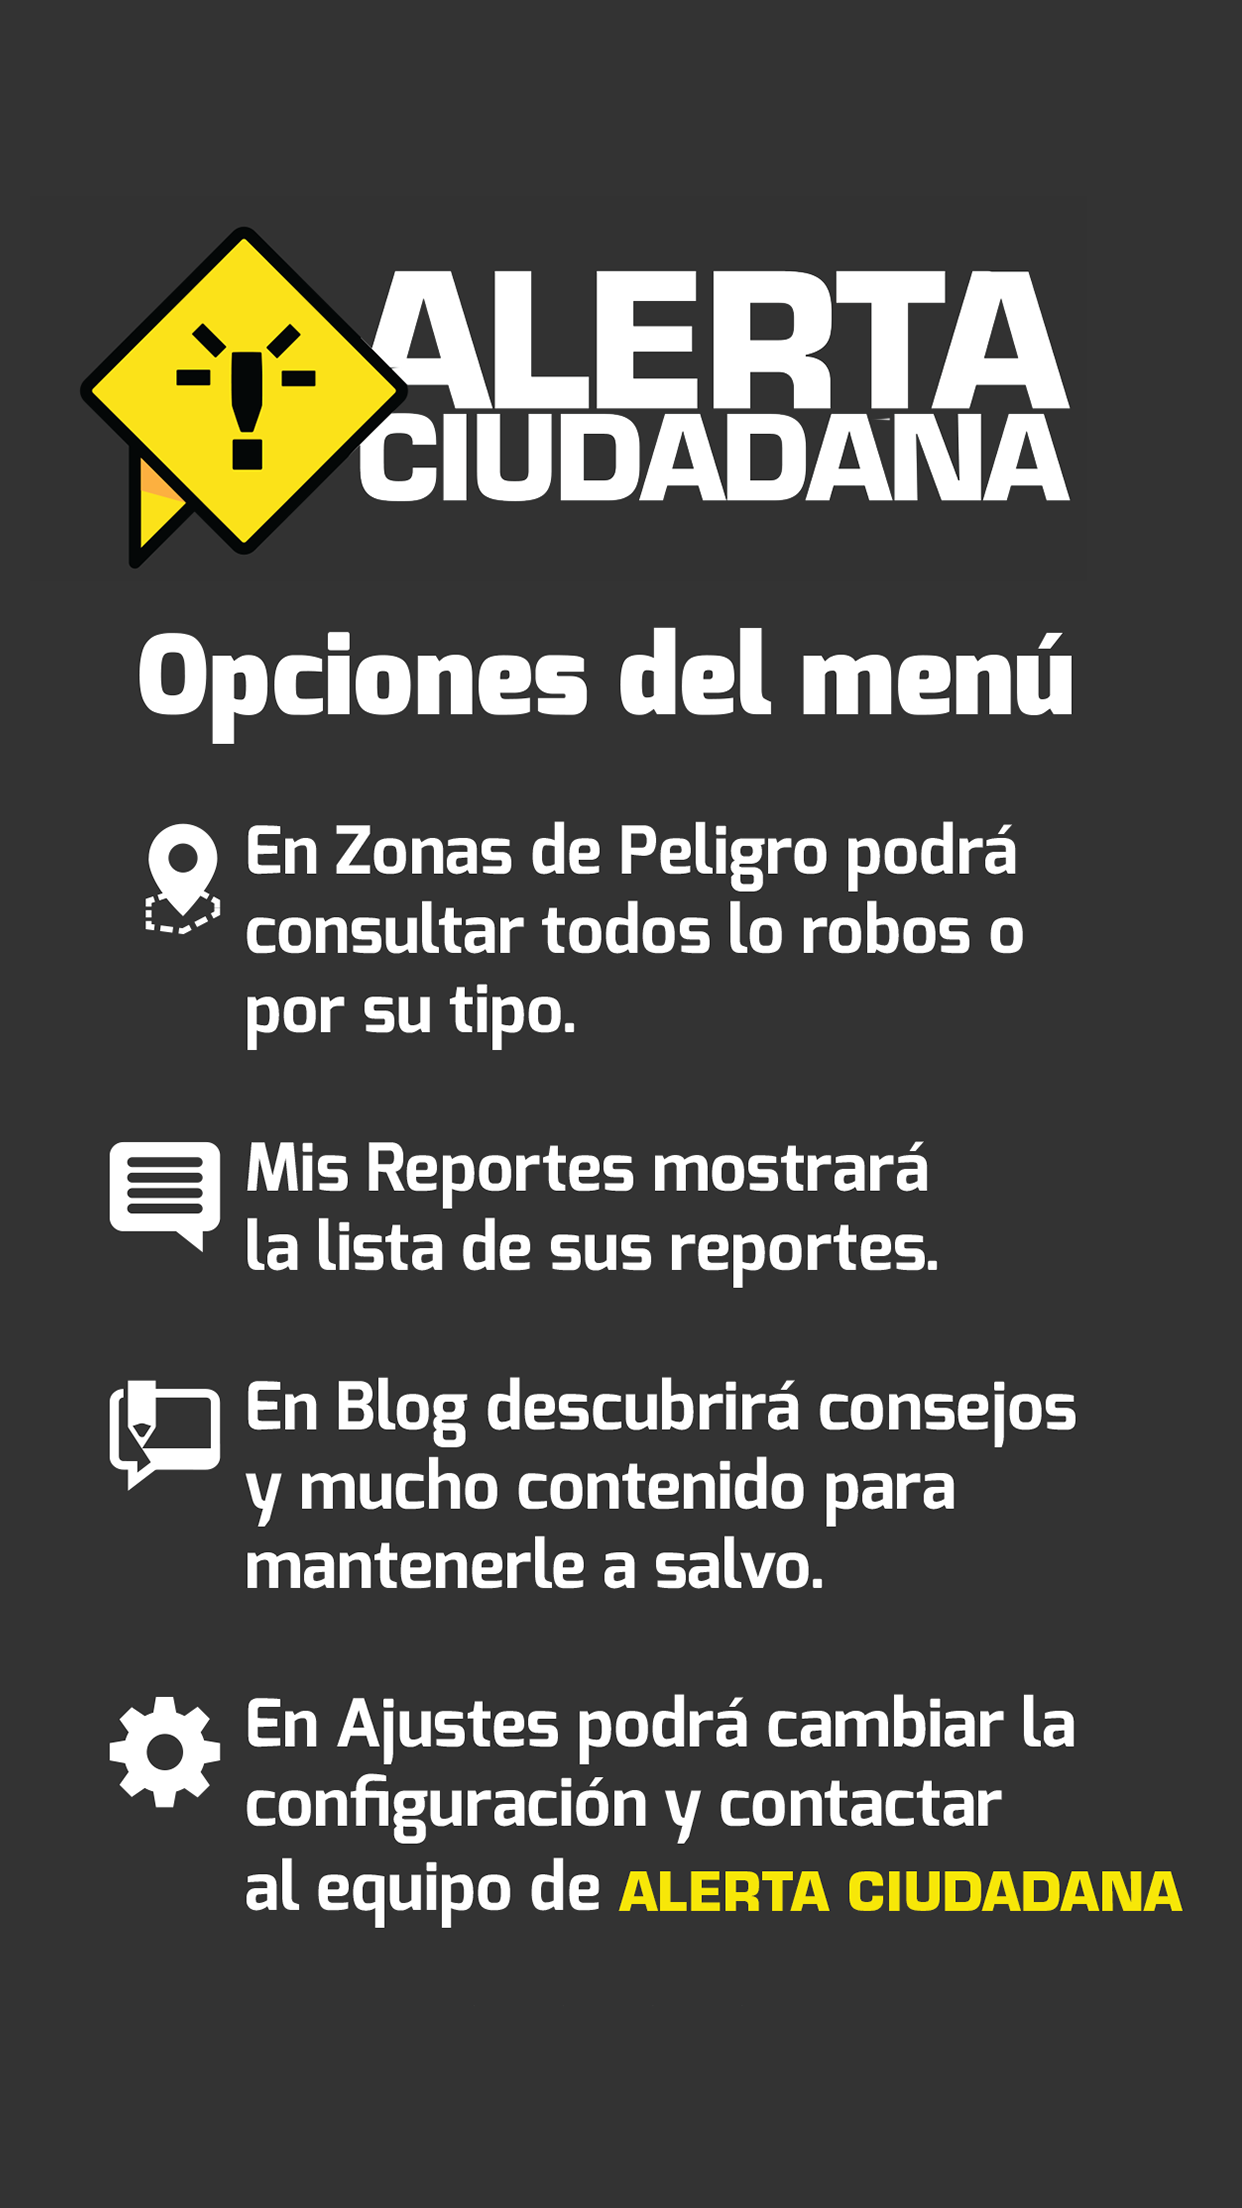 ALERTA
CIUDADANA
Opciones del menú
En Zonas de Peligro podrá
consultar todos lo robos o
por su tipo.
Mis Reportes mostrará
la lista de sus reportes.
En Blog descubrirá consejos
y mucho contenido para
mantenerle a salvo.
En Ajustes podrá cambiar la
configuración y contactar
al equipo de ALERTA CIUDADANA